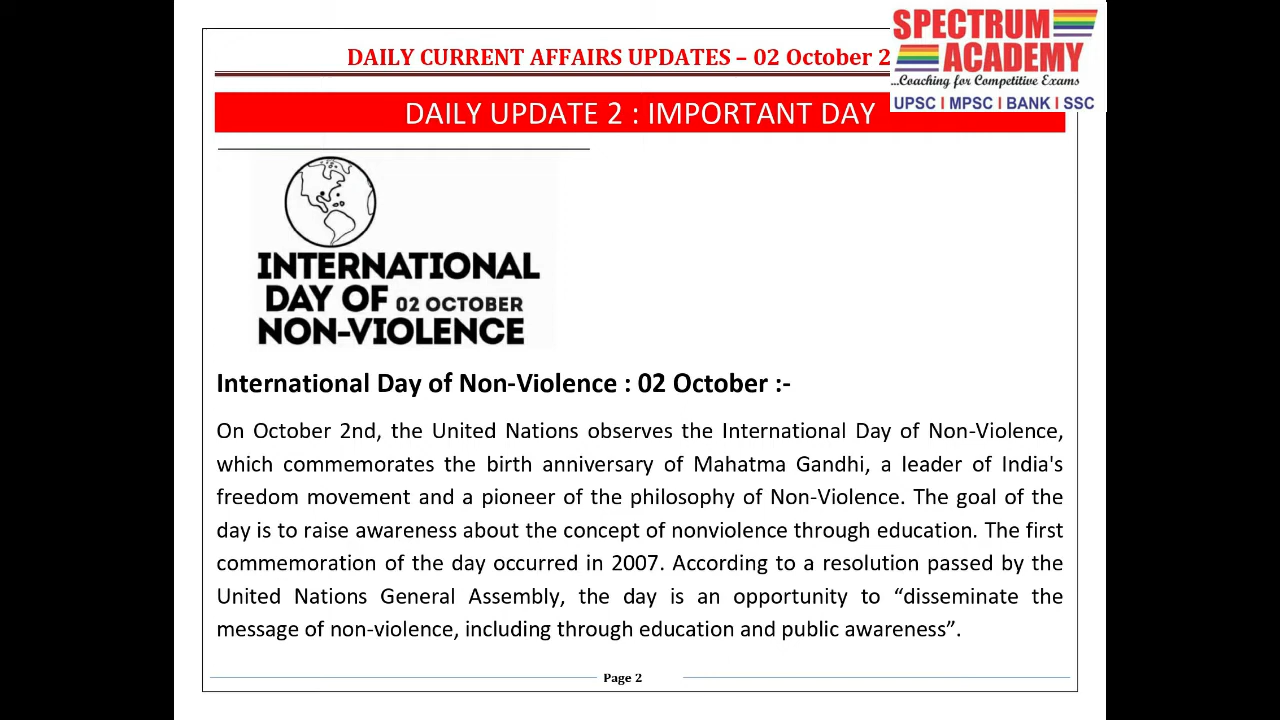 SPECTRUM
ACADEMY
...Coaching for Competitive Exams
UPSC I MPSC I BANK I SSC
DAILY CURRENT AFFAIRS UPDATES – 02 October 2
DAILY UPDATE 2 : IMPORTANT DAY
INTERNATIONAL
DAY OF 02 OCTOBER
NON-VIOLENCE
International Day of Non-Violence : 02 October :-
On October 2nd, the United Nations observes the International Day of Non-Violence,
which commemorates the birth anniversary of Mahatma Gandhi, a leader of India's
freedom movement and a pioneer of the philosophy of Non-Violence. The goal of the
day is to raise awareness about the concept of nonviolence through education. The first
commemoration of the day occurred in 2007. According to a resolution passed by the
United Nations General Assembly, the day is an opportunity to “disseminate the
message of non-violence, including through education and public awareness”.
Page 2